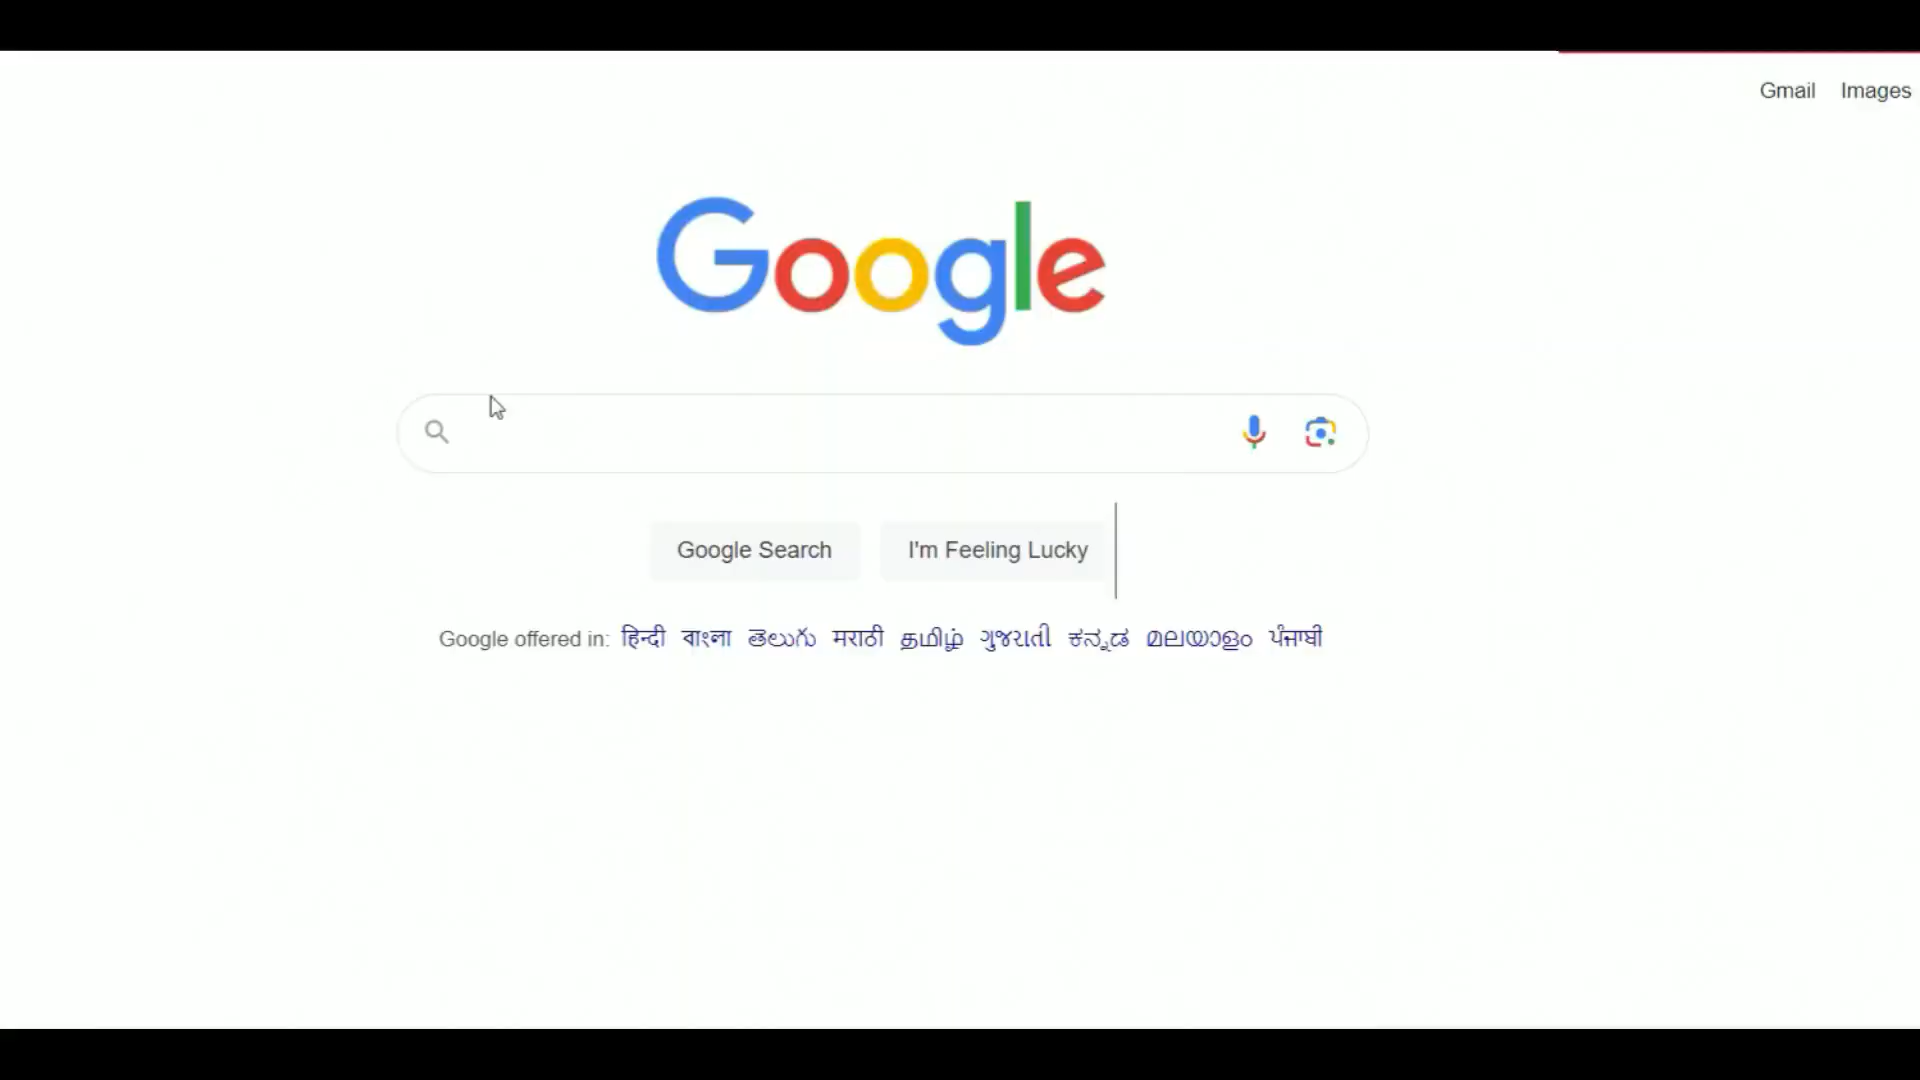 Gmail Images
Google
Google Search I'm Feeling Lucky
Google offered in: हिन्दी বাংলা తెలుగు मराठी தமிழ் ગુજરાતી ಕನ್ನಡ മലയാളം ਪੰਜਾਬੀ